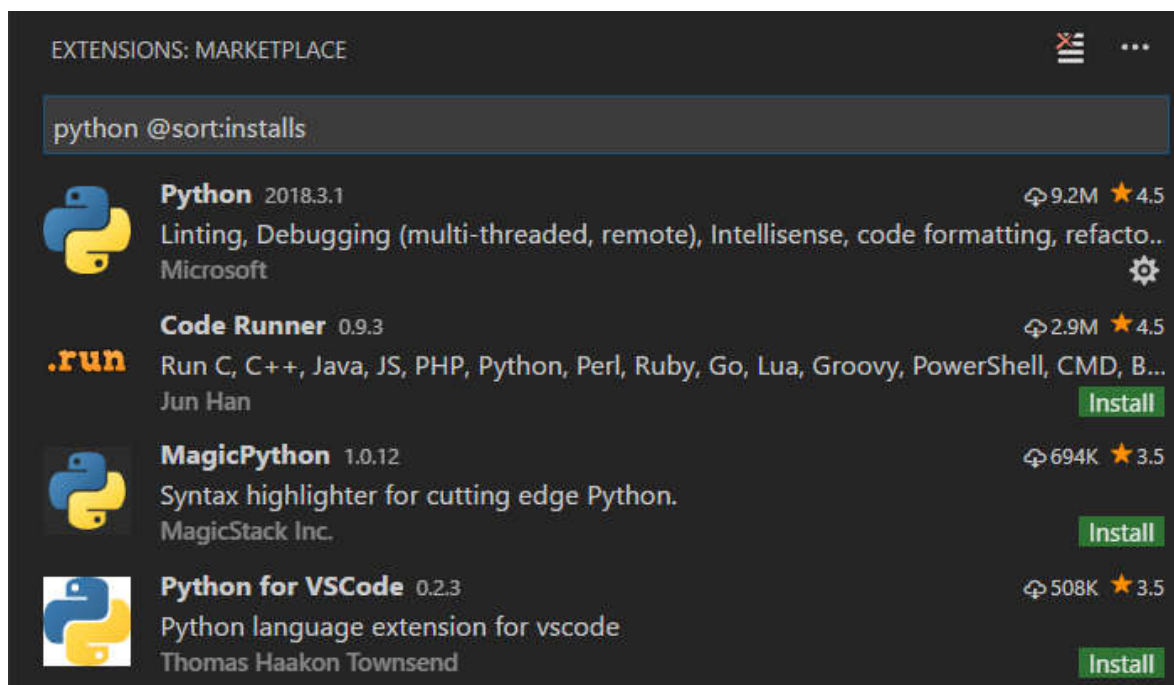 EXTENSIONS: MARKETPLACE
python @sort:installs
Python 2018.3.1 9.2M 4.5
Linting, Debugging (multi-threaded, remote), Intellisense, code formatting, refacto..
Microsoft
Code Runner 0.9.3 2.9M 4.5
.run
Run C, C++, Java, JS, PHP, Python, Perl, Ruby, Go, Lua, Groovy, PowerShell, CMD, B...
Jun Han Install
MagicPython 1.0.12 694K 3.5
Syntax highlighter for cutting edge Python.
MagicStack Inc. Install
Python for VSCode 0.2.3 508K 3.5
Python language extension for vscode
Thomas Haakon Townsend Install